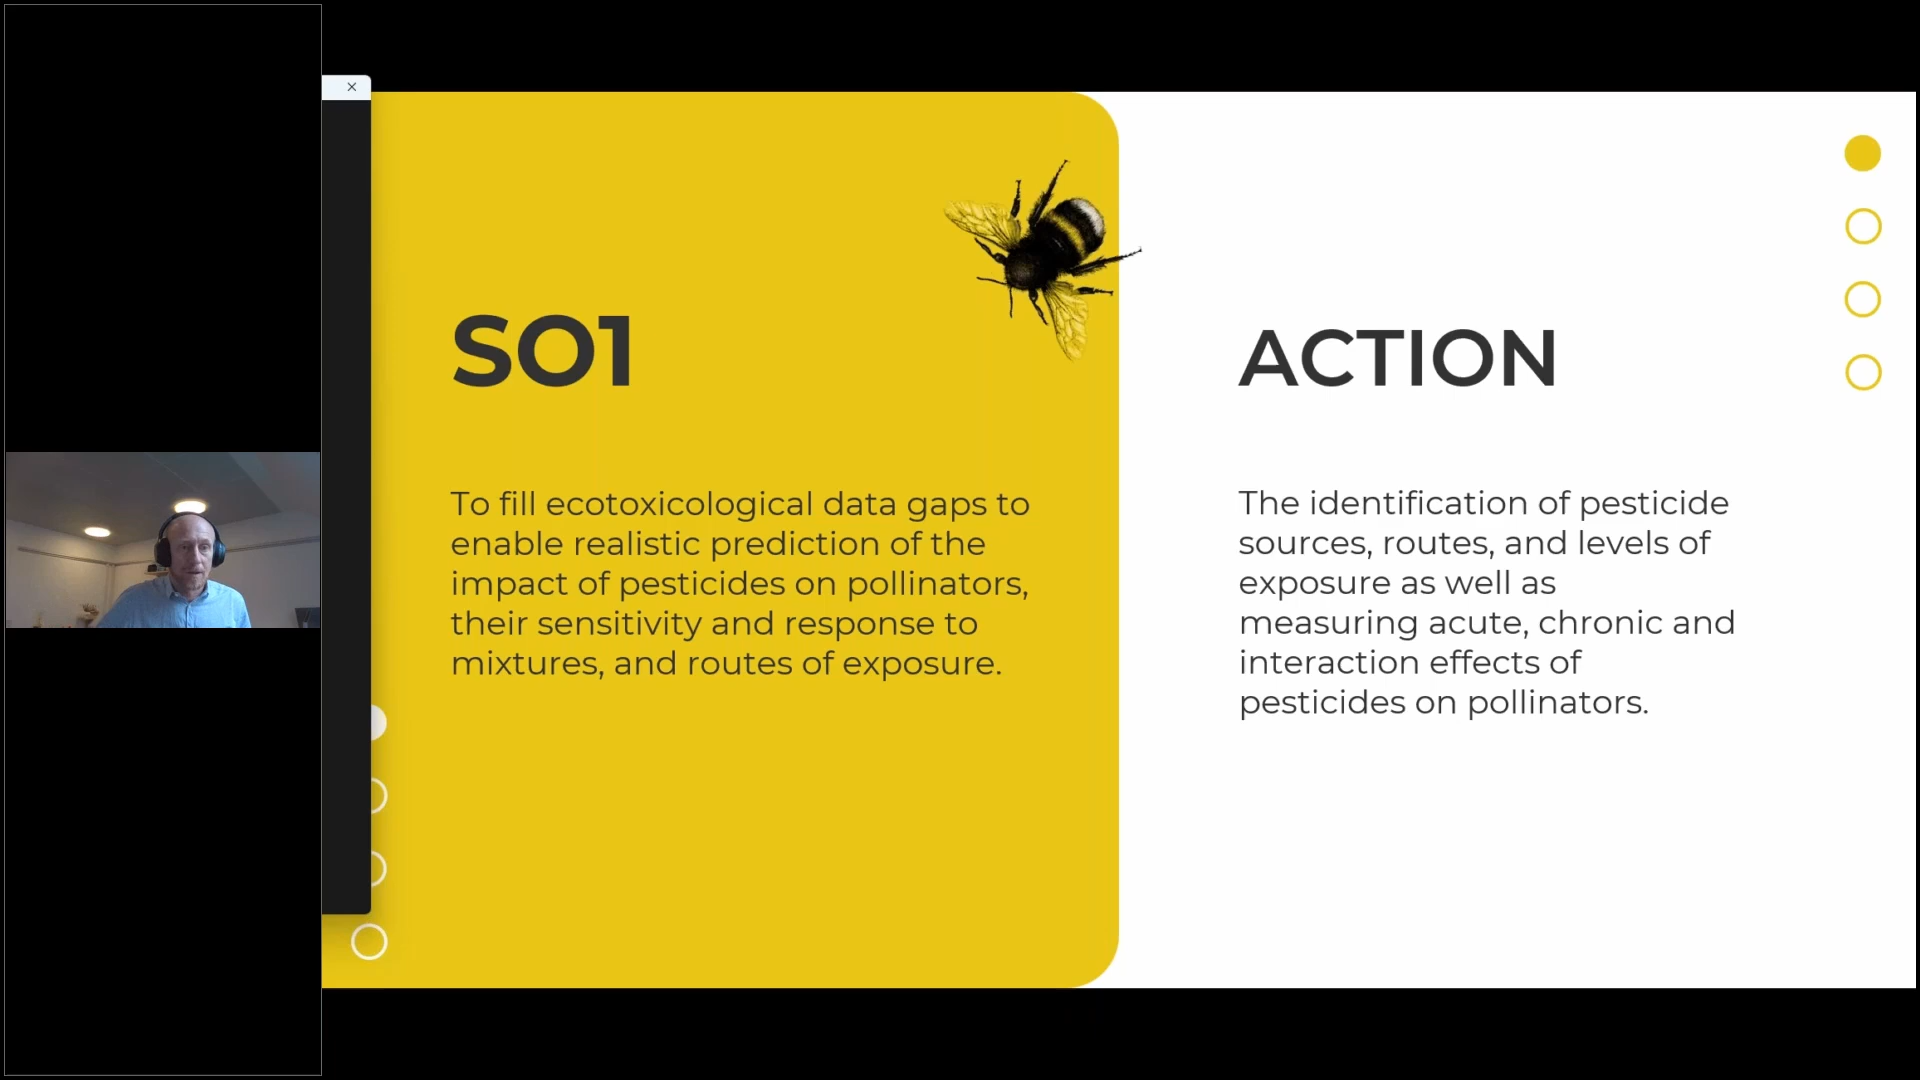 SO1
To fill ecotoxicological data gaps to
enable realistic prediction of the
impact of pesticides on pollinators,
their sensitivity and response to
mixtures, and routes of exposure.
ACTION
The identification of pesticide
sources, routes, and levels of
exposure as well as
measuring acute, chronic and
interaction effects of
pesticides on pollinators.